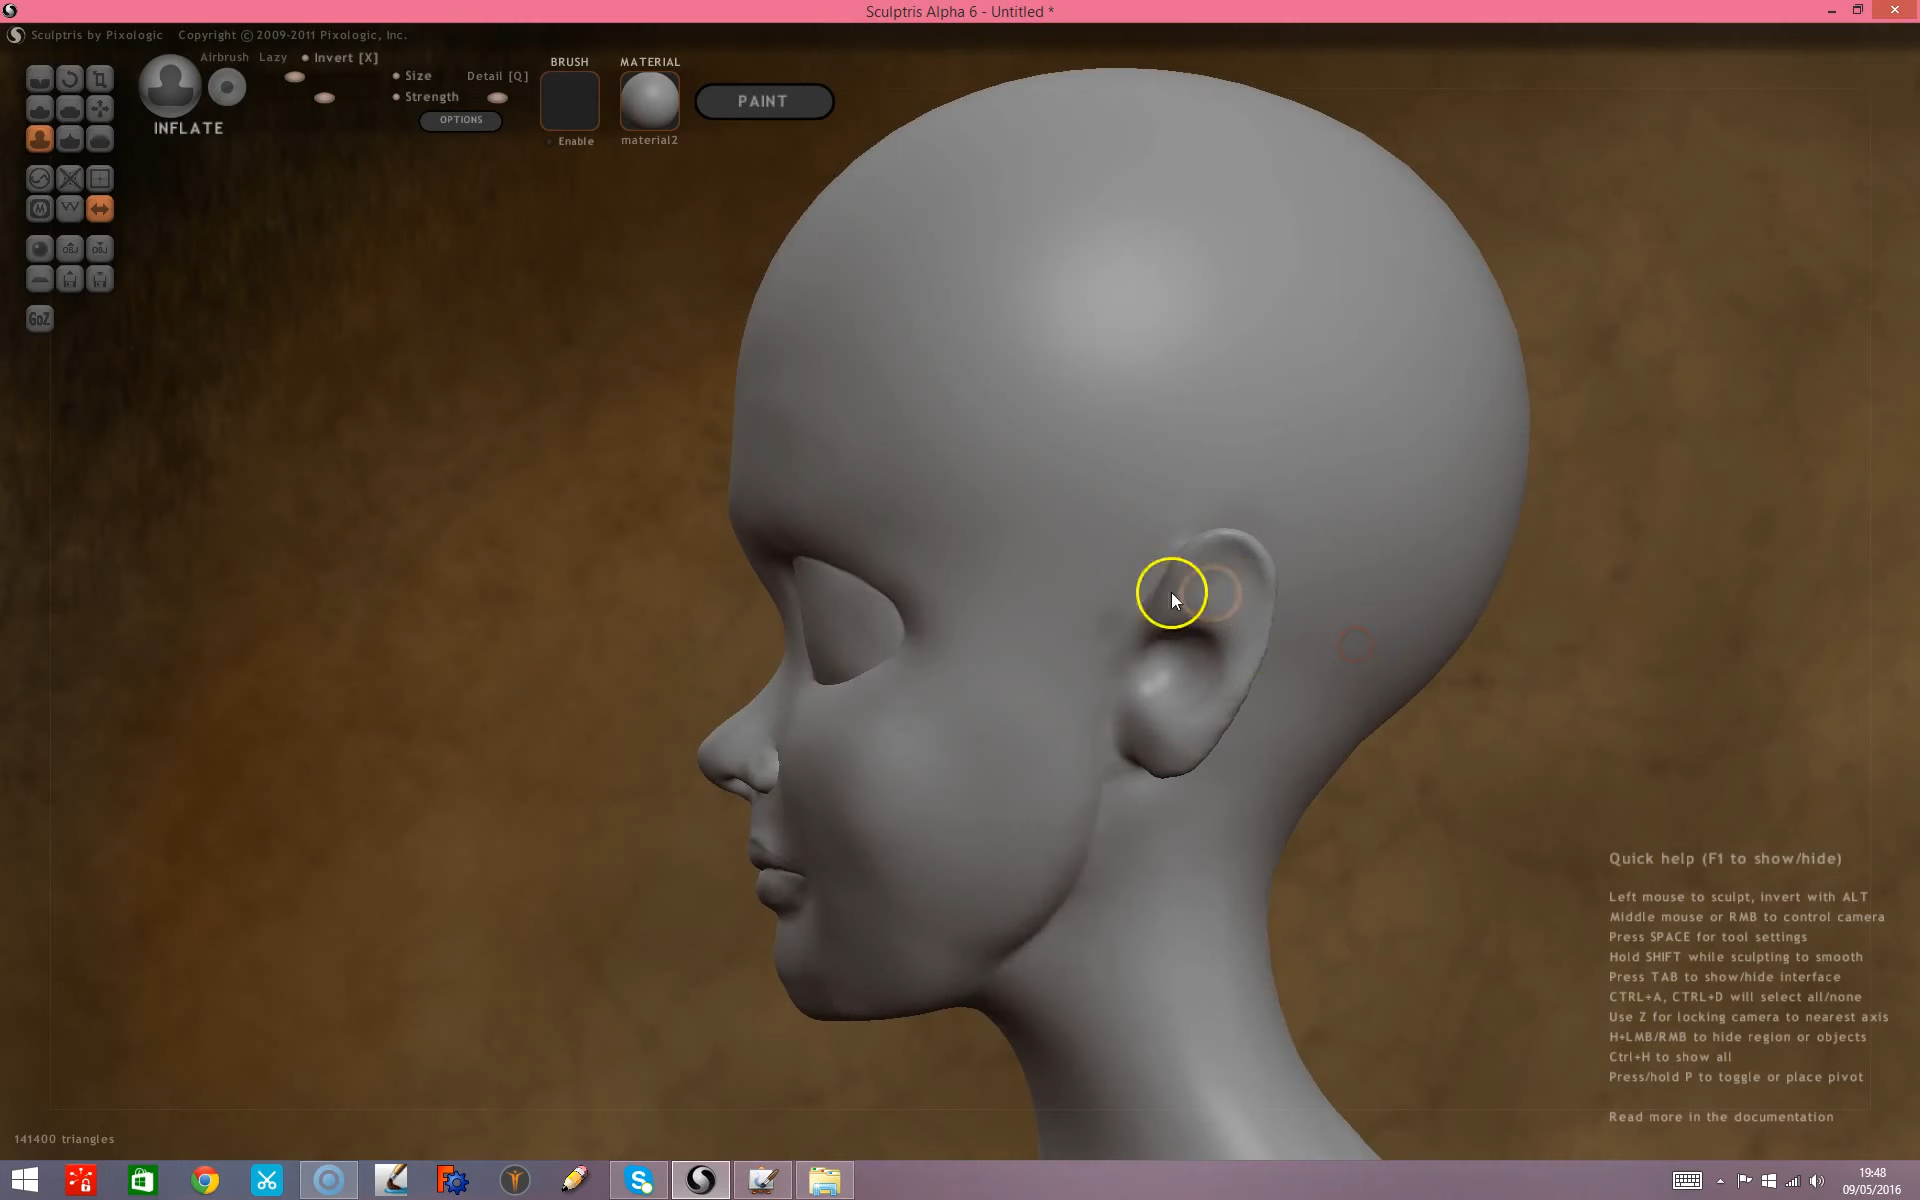 Sculptris Alpha 6 - Untitled *
Sculptris by Pixologic Copyright © 2009-2011 Pixologic, Inc.
Airbrush Lazy Invert [X]
BRUSH
MATERIAL
Size Detail [Q]
Strength
PAINT
OPTIONS
INFLATE
Enable
material2
OBJ OBJ
GoZ
Quick help (F1 to show/hide)
Left mouse to sculpt, invert with ALT
Middle mouse or RMB to control camera
Press SPACE for tool settings
Hold SHIFT while sculpting to smooth
Press TAB to show/hide interface
CTRL+A, CTRL+D will select all/none
Use Z for locking camera to nearest axis
H+LMB/RMB to hide region or objects
Ctrl+H to show all
Press/hold P to toggle or place pivot
Read more in the documentation
141400 triangles
19:48
09/05/2016